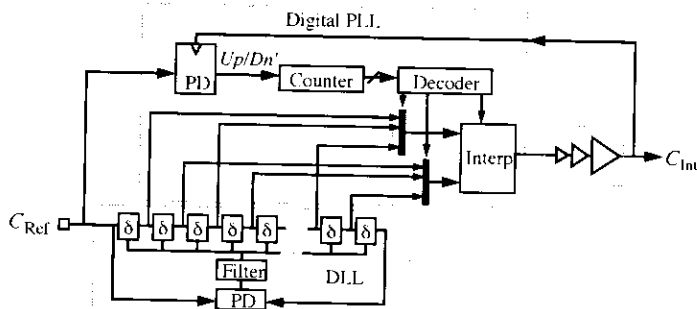 Digital PLL
PD
Up/Dn'
Counter
Decoder
Interp
C_Int
C_Ref
δ δ δ δ δ δ δ
Filter
DLL
PD